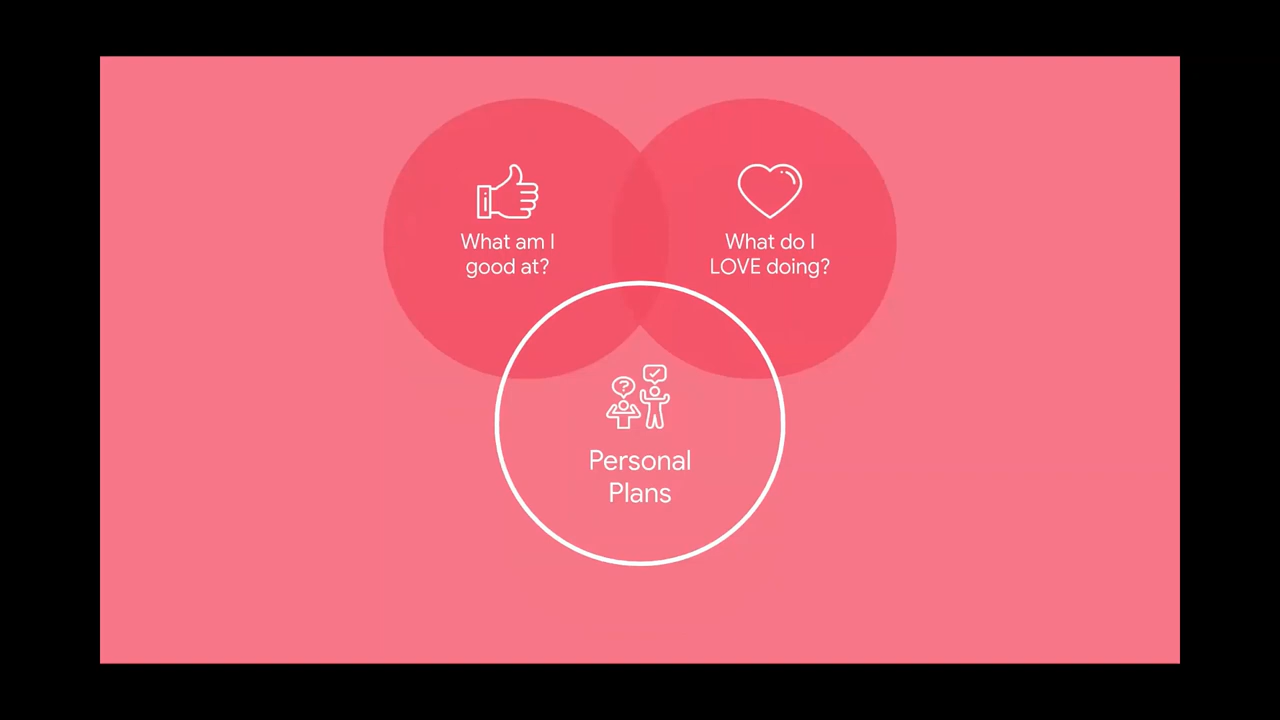 What am I
good at?
What do I
LOVE doing?
?
Personal
Plans